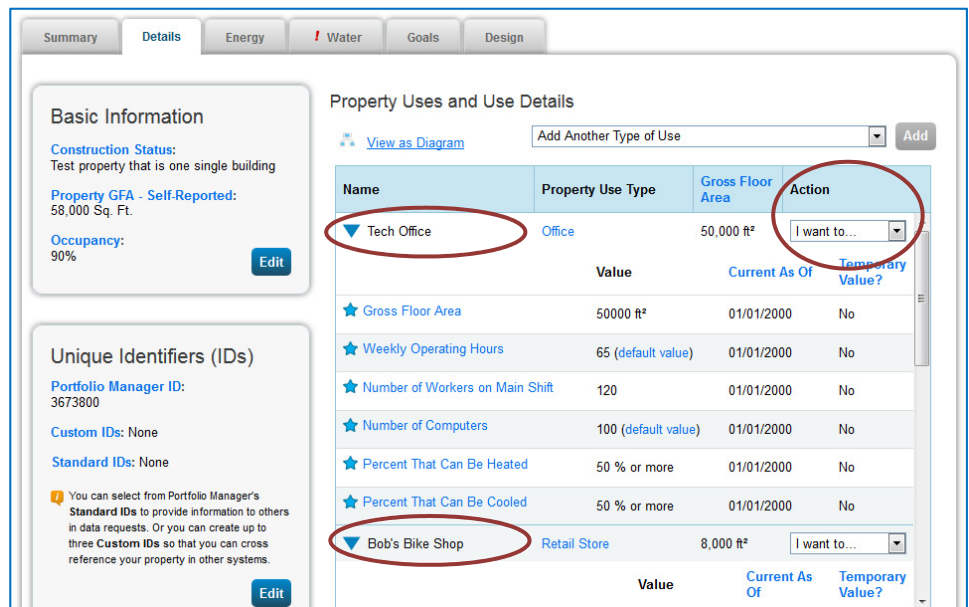 Summary Details Energy ! Water Goals Design
Basic Information
Construction Status:
Test property that is one single building
Property GFA - Self-Reported:
58,000 Sq. Ft.
Occupancy:
90%
Edit
Unique Identifiers (IDs)
Portfolio Manager ID:
3673800
Custom IDs: None
Standard IDs: None
You can select from Portfolio Manager's
Standard IDs to provide information to others
in data requests. Or you can create up to
three Custom IDs so that you can cross
reference your property in other systems.
Edit
Property Uses and Use Details
View as Diagram Add Another Type of Use Add
Name Property Use Type Gross Floor Area Action
Tech Office Office 50,000 ft² I want to...
Value Current As Of Temporary Value?
Gross Floor Area 50000 ft² 01/01/2000 No
Weekly Operating Hours 65 (default value) 01/01/2000 No
Number of Workers on Main Shift 120 01/01/2000 No
Number of Computers 100 (default value) 01/01/2000 No
Percent That Can Be Heated 50 % or more 01/01/2000 No
Percent That Can Be Cooled 50 % or more 01/01/2000 No
Bob's Bike Shop Retail Store 8,000 ft² I want to...
Value Current As Of Temporary Value?